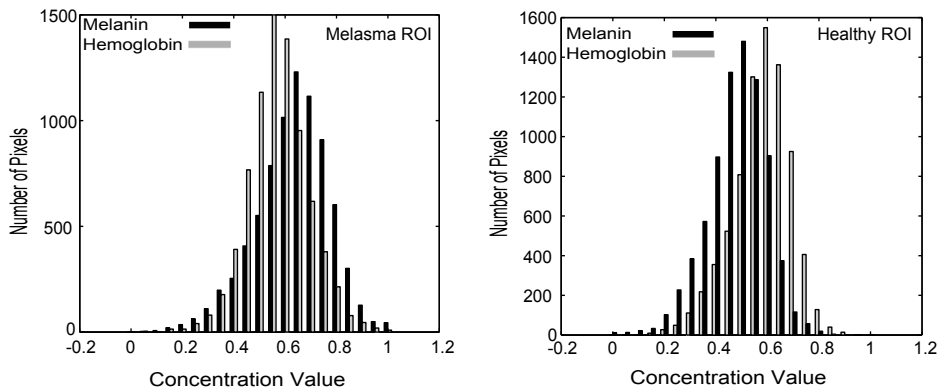 Melanin
Hemoglobin
Melasma ROI
1500
1000
500
0
-0.2 0 0.2 0.4 0.6 0.8 1.0 1.2
Number of Pixels
Concentration Value
Melanin
Hemoglobin
Healthy ROI
1600
1400
1200
1000
800
600
400
200
0
-0.2 0 0.2 0.4 0.6 0.8 1 1.2
Number of Pixels
Concentration Value